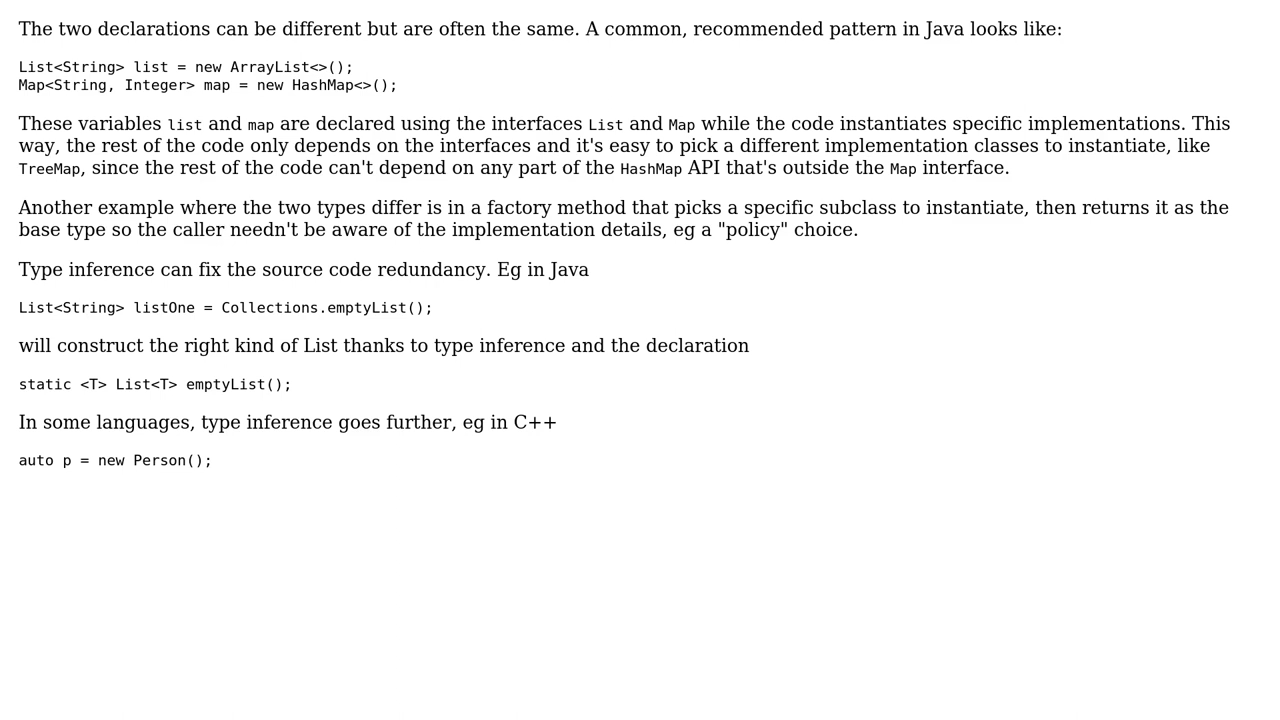 The two declarations can be different but are often the same. A common, recommended pattern in Java looks like:
List<String> list = new ArrayList<>();
Map<String, Integer> map = new HashMap<>();
These variables list and map are declared using the interfaces List and Map while the code instantiates specific implementations. This
way, the rest of the code only depends on the interfaces and it's easy to pick a different implementation classes to instantiate, like
TreeMap, since the rest of the code can't depend on any part of the HashMap API that's outside the Map interface.
Another example where the two types differ is in a factory method that picks a specific subclass to instantiate, then returns it as the
base type so the caller needn't be aware of the implementation details, eg a "policy" choice.
Type inference can fix the source code redundancy. Eg in Java
List<String> listOne = Collections.emptyList();
will construct the right kind of List thanks to type inference and the declaration
static <T> List<T> emptyList();
In some languages, type inference goes further, eg in C++
auto p = new Person();